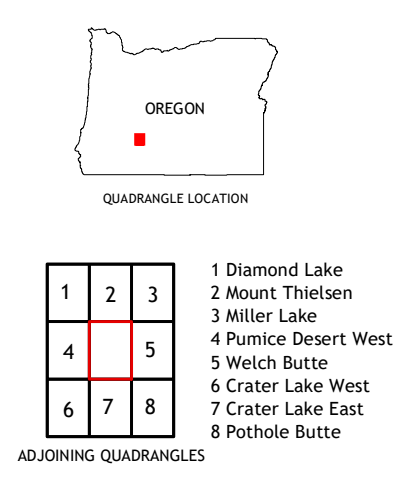 OREGON
QUADRANGLE LOCATION
1 2 3
4 5
6 7 8
1 Diamond Lake
2 Mount Thielsen
3 Miller Lake
4 Pumice Desert West
5 Welch Butte
6 Crater Lake West
7 Crater Lake East
8 Pothole Butte
ADJOINING QUADRANGLES